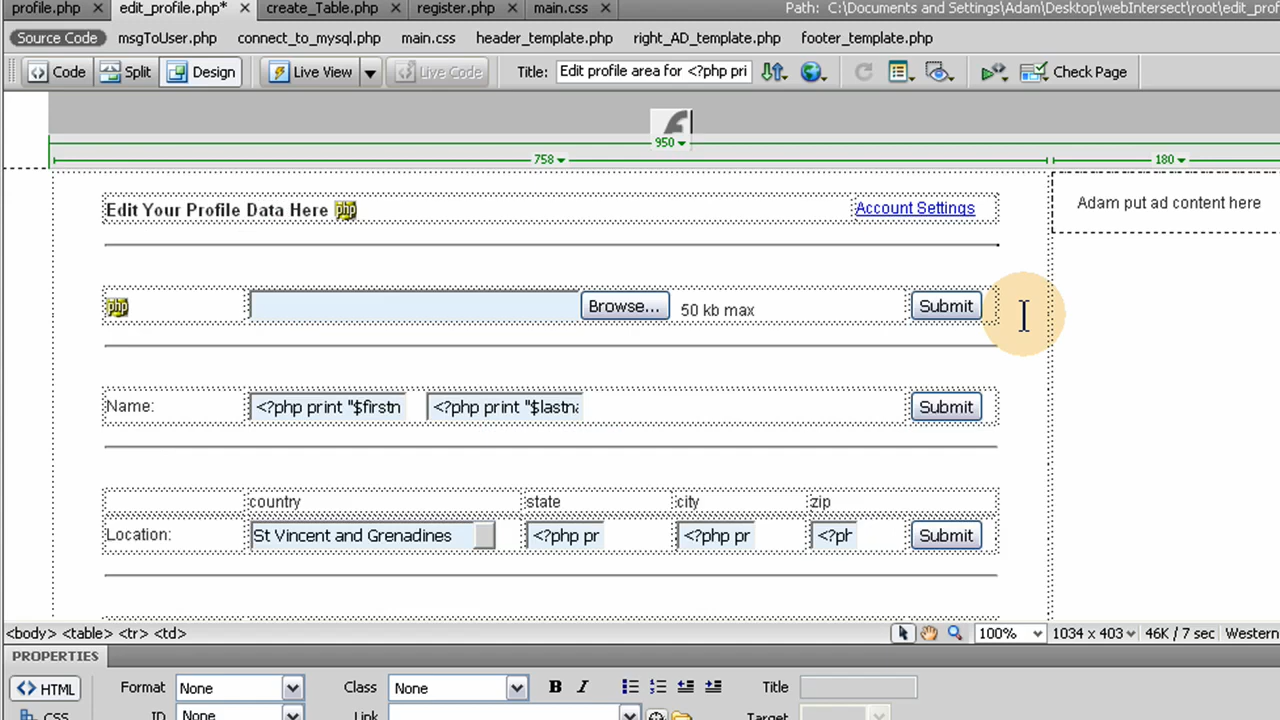 profile.php edit_profile.php* create_Table.php register.php main.css Path: C:\Documents and Settings\Adam\Desktop\webIntersect\root\edit_prof
Source Code msgToUser.php connect_to_mysql.php main.css header_template.php right_AD_template.php footer_template.php
Code Split Design Live View Live Code Title: Edit profile area for <?php pri Check Page
950
758 180
Edit Your Profile Data Here php Account Settings
Adam put ad content here
php Browse... 50 kb max Submit
Name: <?php print "$firstn <?php print "$lastna Submit
country state city zip
Location: St Vincent and Grenadines <?php pr <?php pr <?ph Submit
<body> <table> <tr> <td> 100% 1034 x 403 46K / 7 sec Western
PROPERTIES
HTML Format None Class None B I Title
CSS ID None Link Target